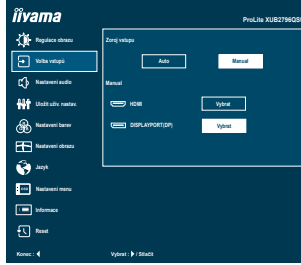 iiyama
ProLite XUB2796QS
Regulace obrazu
Zdroj vstupu
Volba vstupů
Auto
Manual
Nastavení audio
Manual
Uložit uživ. nastav.
HDMI
Vybrat
Nastavení barev
DISPLAYPORT(DP)
Vybrat
Nastavení obrazu
Jazyk
Nastavení menu
Informace
Reset
Konec :
Vybrat : / Stlačit